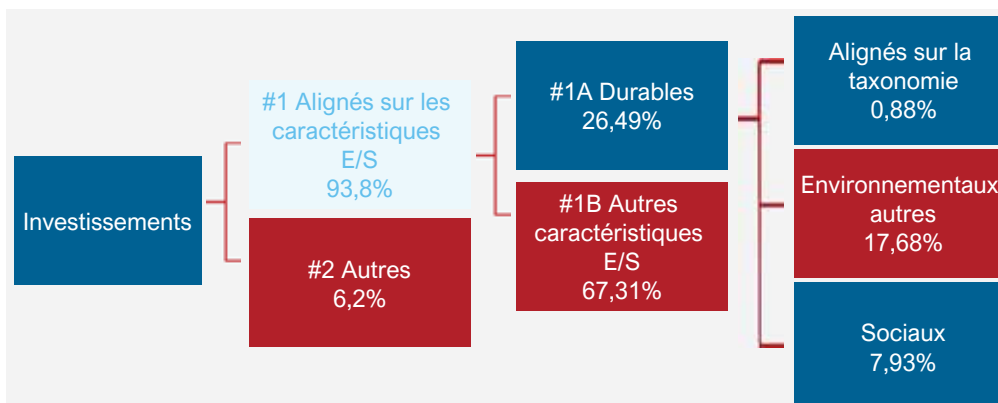 Investissements
#1 Alignés sur les
caractéristiques
E/S
93,8%
#2 Autres
6,2%
#1A Durables
26,49%
#1B Autres
caractéristiques
E/S
67,31%
Alignés sur la
taxonomie
0,88%
Environnementaux
autres
17,68%
Sociaux
7,93%